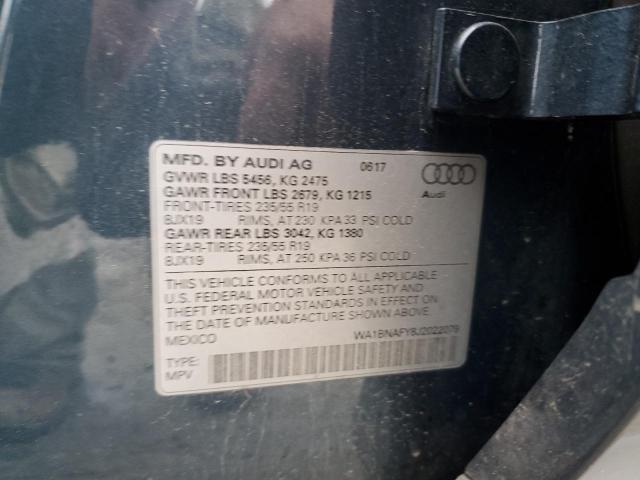 MFD. BY AUDI AG 0617
GVWR LBS 5456, KG 2475
GAWR FRONT LBS 2679, KG 1215
FRONT-TIRES 235/55 R19
8JX19 RIMS, AT 230 KPA 33 PSI COLD
GAWR REAR LBS 3042, KG 1380
REAR-TIRES 235/55 R19
8JX19 RIMS, AT 250 KPA 36 PSI COLD
Audi
THIS VEHICLE CONFORMS TO ALL APPLICABLE
U.S. FEDERAL MOTOR VEHICLE SAFETY AND
THEFT PREVENTION STANDARDS IN EFFECT ON
THE DATE OF MANUFACTURE SHOWN ABOVE.
MEXICO WA1BNAFY8J2022079
TYPE:
MPV